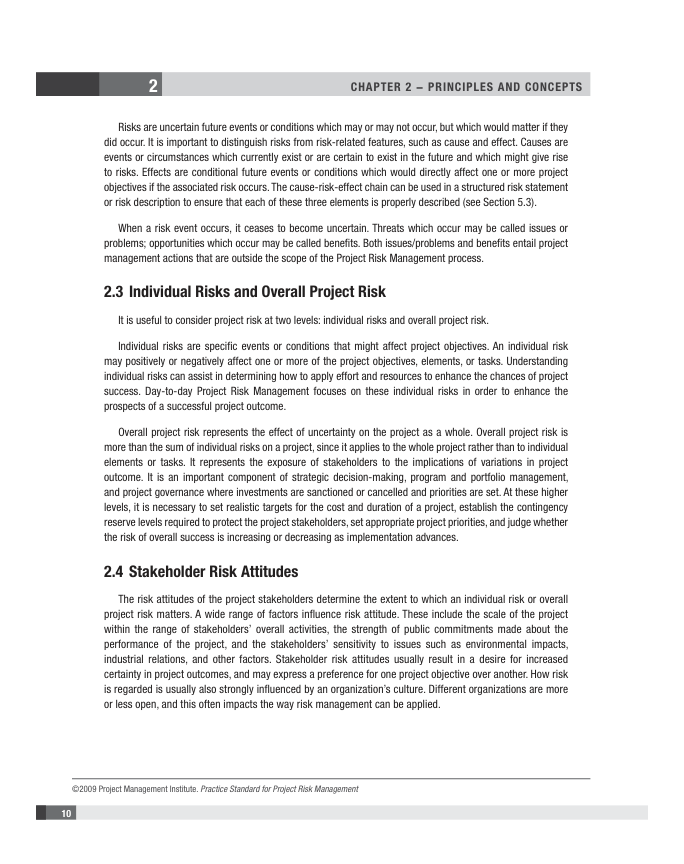 2
CHAPTER 2 − PRINCIPLES AND CONCEPTS
Risks are uncertain future events or conditions which may or may not occur, but which would matter if they
did occur. It is important to distinguish risks from risk-related features, such as cause and effect. Causes are
events or circumstances which currently exist or are certain to exist in the future and which might give rise
to risks. Effects are conditional future events or conditions which would directly affect one or more project
objectives if the associated risk occurs. The cause-risk-effect chain can be used in a structured risk statement
or risk description to ensure that each of these three elements is properly described (see Section 5.3).
When a risk event occurs, it ceases to become uncertain. Threats which occur may be called issues or
problems; opportunities which occur may be called benefits. Both issues/problems and benefits entail project
management actions that are outside the scope of the Project Risk Management process.
2.3 Individual Risks and Overall Project Risk
It is useful to consider project risk at two levels: individual risks and overall project risk.
Individual risks are specific events or conditions that might affect project objectives. An individual risk
may positively or negatively affect one or more of the project objectives, elements, or tasks. Understanding
individual risks can assist in determining how to apply effort and resources to enhance the chances of project
success. Day-to-day Project Risk Management focuses on these individual risks in order to enhance the
prospects of a successful project outcome.
Overall project risk represents the effect of uncertainty on the project as a whole. Overall project risk is
more than the sum of individual risks on a project, since it applies to the whole project rather than to individual
elements or tasks. It represents the exposure of stakeholders to the implications of variations in project
outcome. It is an important component of strategic decision-making, program and portfolio management,
and project governance where investments are sanctioned or cancelled and priorities are set. At these higher
levels, it is necessary to set realistic targets for the cost and duration of a project, establish the contingency
reserve levels required to protect the project stakeholders, set appropriate project priorities, and judge whether
the risk of overall success is increasing or decreasing as implementation advances.
2.4 Stakeholder Risk Attitudes
The risk attitudes of the project stakeholders determine the extent to which an individual risk or overall
project risk matters. A wide range of factors influence risk attitude. These include the scale of the project
within the range of stakeholders' overall activities, the strength of public commitments made about the
performance of the project, and the stakeholders' sensitivity to issues such as environmental impacts,
industrial relations, and other factors. Stakeholder risk attitudes usually result in a desire for increased
certainty in project outcomes, and may express a preference for one project objective over another. How risk
is regarded is usually also strongly influenced by an organization's culture. Different organizations are more
or less open, and this often impacts the way risk management can be applied.
©2009 Project Management Institute. Practice Standard for Project Risk Management
10